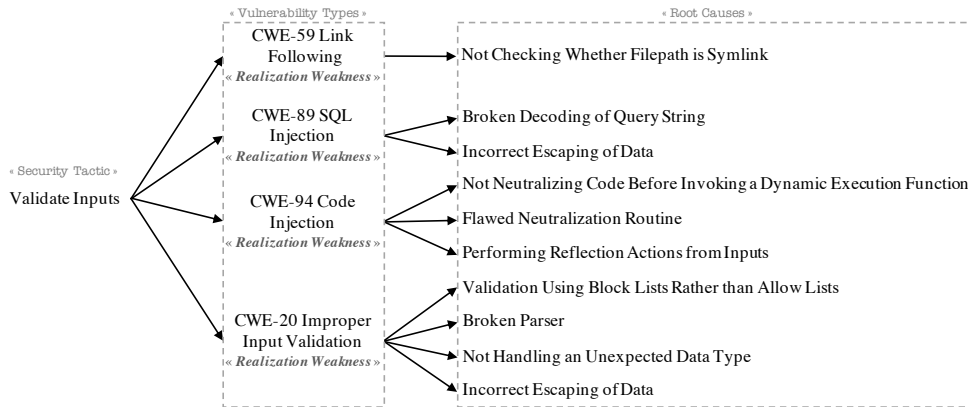 « Vulnerability Types »
« Root Causes »
CWE-59 Link
Following
« Realization Weakness »
Not Checking Whether Filepath is Symlink
CWE-89 SQL
Injection
« Realization Weakness »
Broken Decoding of Query String
Incorrect Escaping of Data
« Security Tactic »
Validate Inputs
CWE-94 Code
Injection
« Realization Weakness »
Not Neutralizing Code Before Invoking a Dynamic Execution Function
Flawed Neutralization Routine
Performing Reflection Actions from Inputs
CWE-20 Improper
Input Validation
« Realization Weakness »
Validation Using Block Lists Rather than Allow Lists
Broken Parser
Not Handling an Unexpected Data Type
Incorrect Escaping of Data